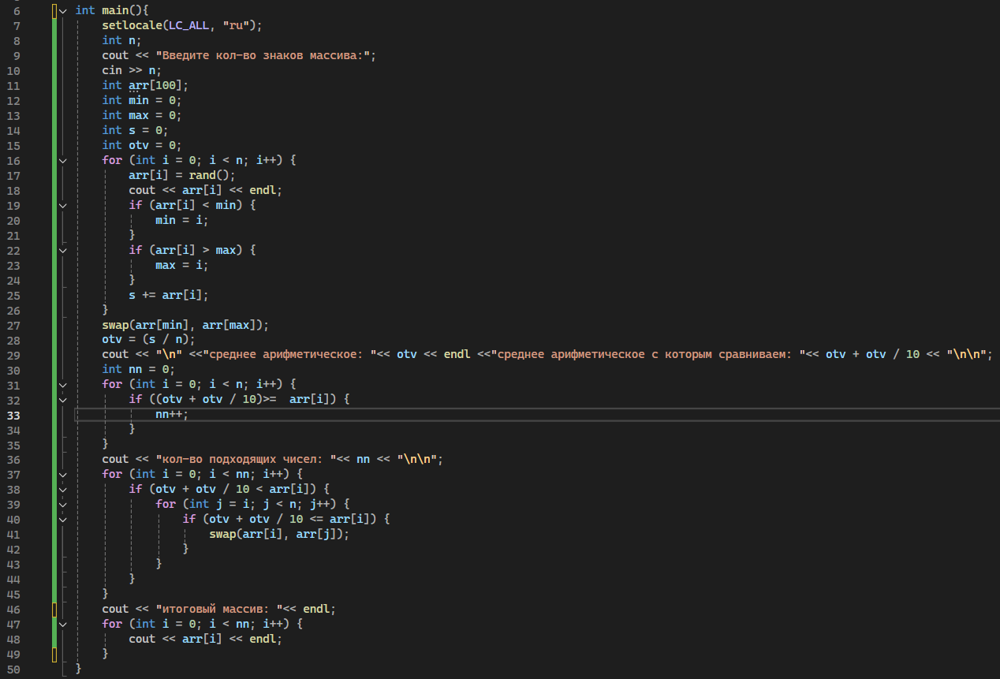 6 int main(){
7 setlocale(LC_ALL, "ru");
8 int n;
9 cout << "Введите кол-во знаков массива:";
10 cin >> n;
11 int arr[100];
12 int min = 0;
13 int max = 0;
14 int s = 0;
15 int otv = 0;
16 for (int i = 0; i < n; i++) {
17 arr[i] = rand();
18 cout << arr[i] << endl;
19 if (arr[i] < min) {
20 min = i;
21 }
22 if (arr[i] > max) {
23 max = i;
24 }
25 s += arr[i];
26 }
27 swap(arr[min], arr[max]);
28 otv = (s / n);
29 cout << "\n" <<"среднее арифметическое: "<< otv << endl <<"среднее арифметическое с которым сравниваем: "<< otv + otv / 10 << "\n\n";
30 int nn = 0;
31 for (int i = 0; i < n; i++) {
32 if ((otv + otv / 10)>= arr[i]) {
33 nn++;
34 }
35 }
36 cout << "кол-во подходящих чисел: "<< nn << "\n\n";
37 for (int i = 0; i < nn; i++) {
38 if (otv + otv / 10 < arr[i]) {
39 for (int j = i; j < n; j++) {
40 if (otv + otv / 10 <= arr[i]) {
41 swap(arr[i], arr[j]);
42 }
43 }
44 }
45 }
46 cout << "итоговый массив: "<< endl;
47 for (int i = 0; i < nn; i++) {
48 cout << arr[i] << endl;
49 }
50 }